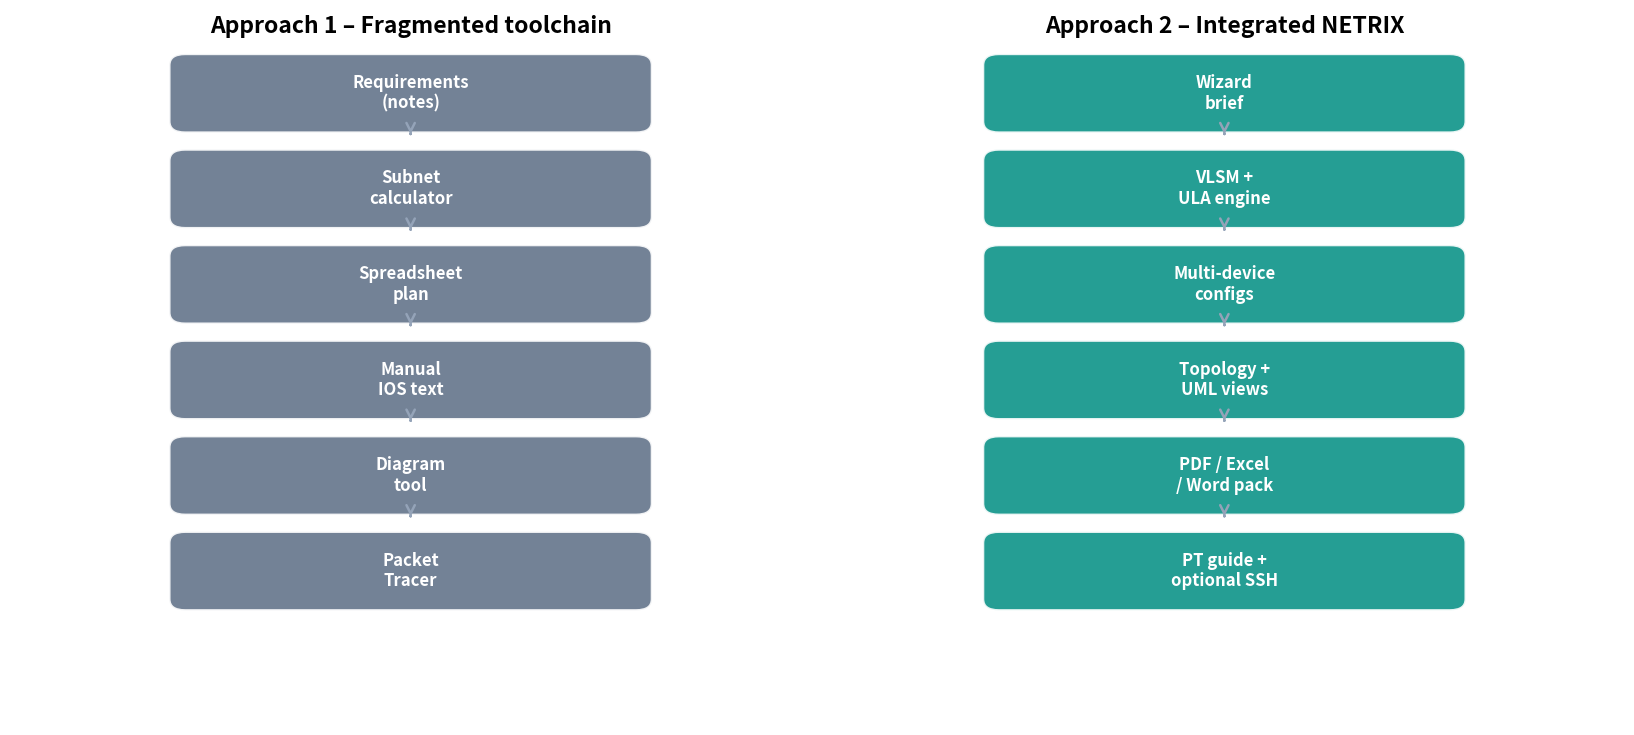 Approach 1 – Fragmented toolchain
Requirements
(notes)
Subnet
calculator
Spreadsheet
plan
Manual
IOS text
Diagram
tool
Packet
Tracer
Approach 2 – Integrated NETRIX
Wizard
brief
VLSM +
ULA engine
Multi-device
configs
Topology +
UML views
PDF / Excel
/ Word pack
PT guide +
optional SSH